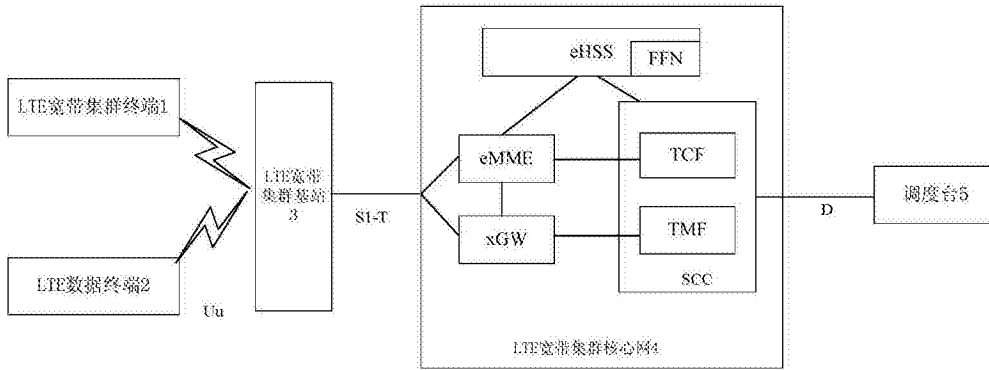 eHSS
FFN
LTE宽带集群终端1
LTE宽带
集群基站
3
eMME
TCF
S1-T
D
调度台5
xGW
TMF
LTE数据终端2
SCC
Uu
LTE宽带集群核心网4